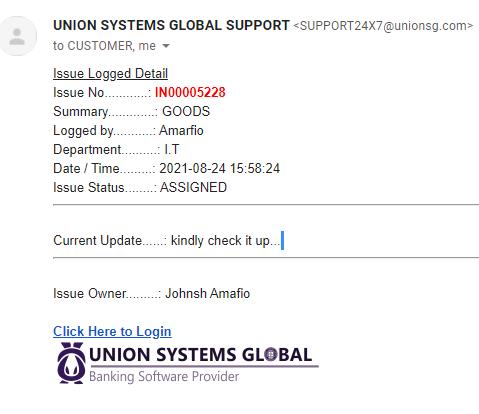 UNION SYSTEMS GLOBAL SUPPORT <SUPPORT24X7@unionsg.com>
to CUSTOMER, me
Issue Logged Detail
Issue No............: IN00005228
Summary.............: GOODS
Logged by...........: Amarfio
Department..........: I.T
Date / Time.........: 2021-08-24 15:58:24
Issue Status........: ASSIGNED
Current Update......: kindly check it up...
Issue Owner.........: Johnsh Amafio
Click Here to Login
UNION SYSTEMS GLOBAL
Banking Software Provider